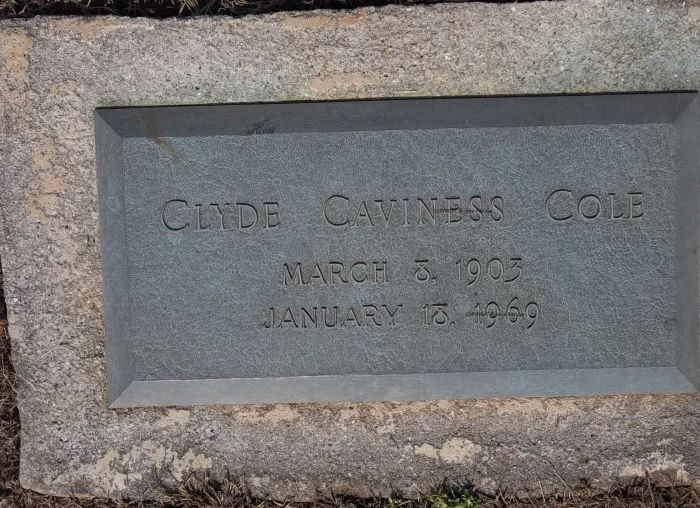 CLYDE CAVINESS COLE
MARCH 8, 1903
JANUARY 18, 1969